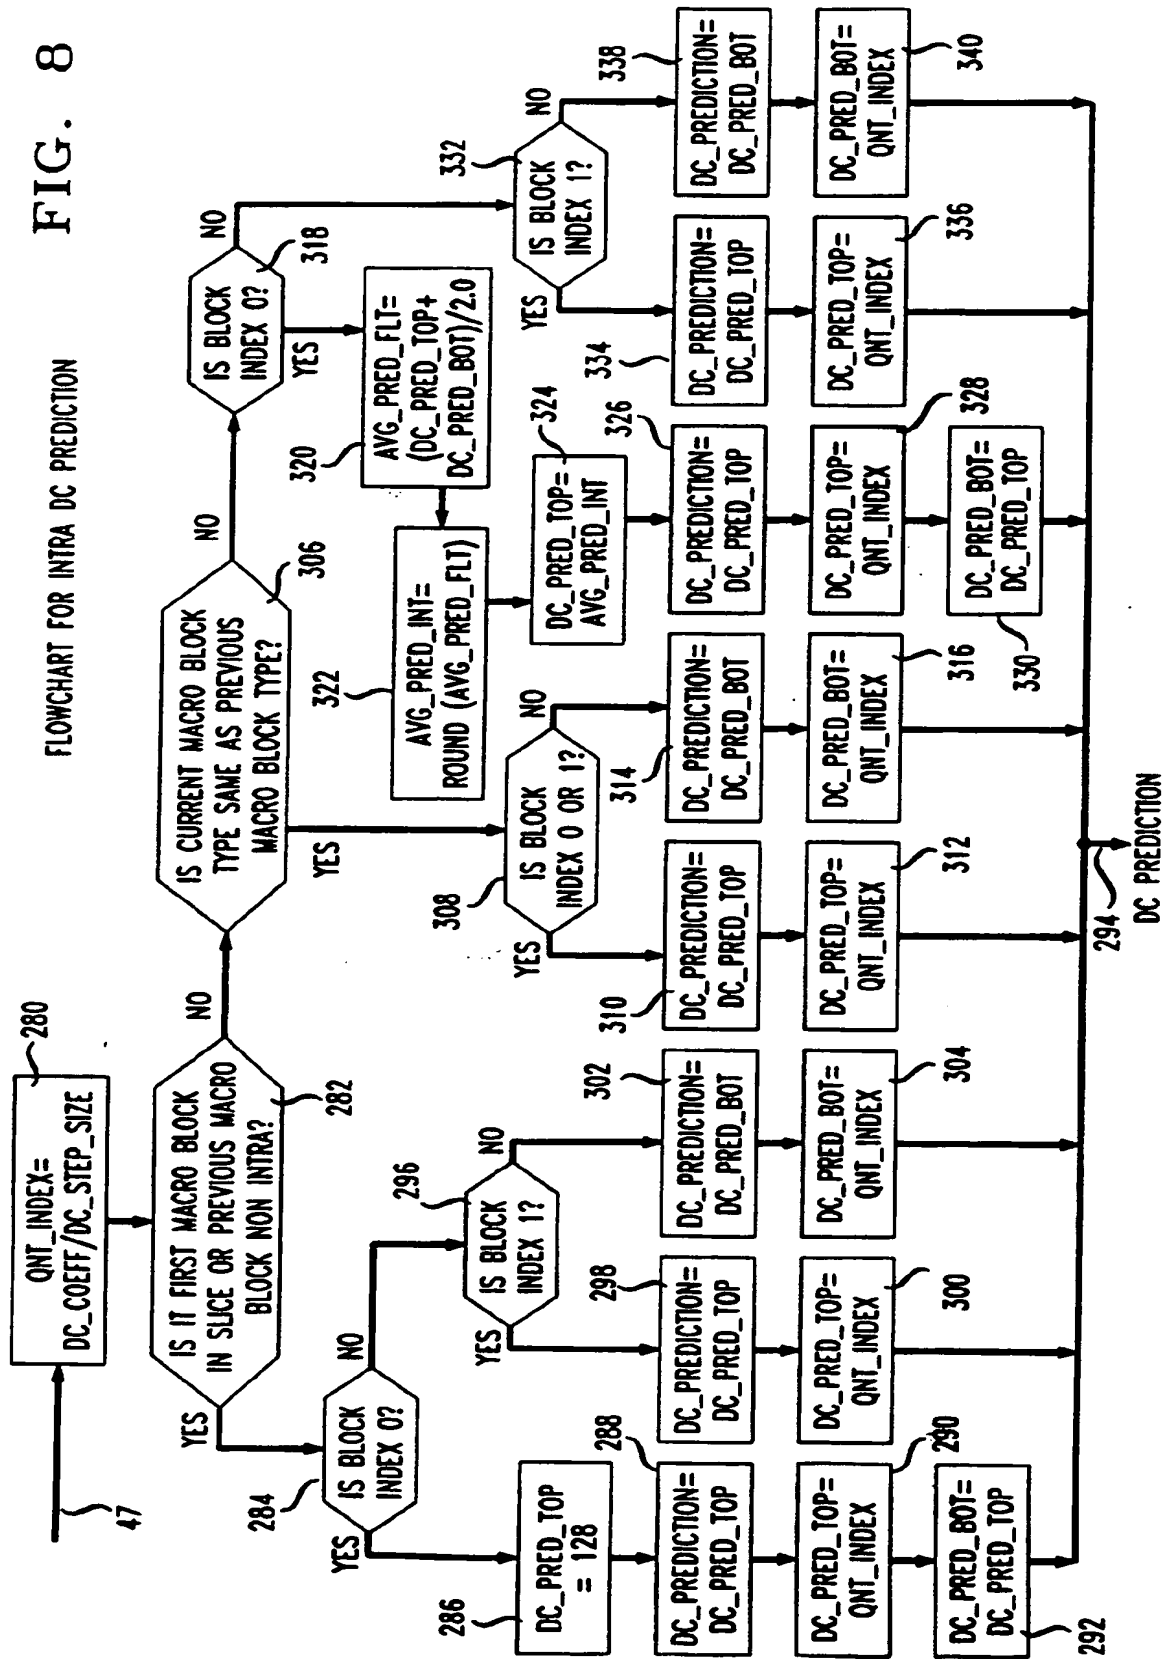 FIG. 8
FLOWCHART FOR INTRA DC PREDICTION
47
280
QNT_INDEX=
DC_COEFF/DC_STEP_SIZE
282
IS IT FIRST MACRO BLOCK
IN SLICE OR PREVIOUS MACRO
BLOCK NON INTRA?
YES
NO
284
IS BLOCK
INDEX 0?
YES
NO
286
DC_PRED_TOP
= 128
288
DC_PREDICTION=
DC_PRED_TOP
290
DC_PRED_TOP=
QNT_INDEX
292
DC_PRED_BOT=
DC_PRED_TOP
296
IS BLOCK
INDEX 1?
YES
NO
298
DC_PREDICTION=
DC_PRED_TOP
300
DC_PRED_TOP=
QNT_INDEX
302
DC_PREDICTION=
DC_PRED_BOT
304
DC_PRED_BOT=
QNT_INDEX
306
IS CURRENT MACRO BLOCK
TYPE SAME AS PREVIOUS
MACRO BLOCK TYPE?
YES
NO
308
IS BLOCK
INDEX 0 OR 1?
YES
NO
310
DC_PREDICTION=
DC_PRED_TOP
312
DC_PRED_TOP=
QNT_INDEX
314
DC_PREDICTION=
DC_PRED_BOT
316
DC_PRED_BOT=
QNT_INDEX
318
IS BLOCK
INDEX 0?
YES
NO
320
AVG_PRED_FLT=
(DC_PRED_TOP+
DC_PRED_BOT)/2.0
322
AVG_PRED_INT=
ROUND (AVG_PRED_FLT)
324
DC_PRED_TOP=
AVG_PRED_INT
326
DC_PREDICTION=
DC_PRED_TOP
328
DC_PRED_TOP=
QNT_INDEX
330
DC_PRED_BOT=
DC_PRED_TOP
332
IS BLOCK
INDEX 1?
YES
NO
334
DC_PREDICTION=
DC_PRED_TOP
336
DC_PRED_TOP=
QNT_INDEX
338
DC_PREDICTION=
DC_PRED_BOT
340
DC_PRED_BOT=
QNT_INDEX
294
DC PREDICTION